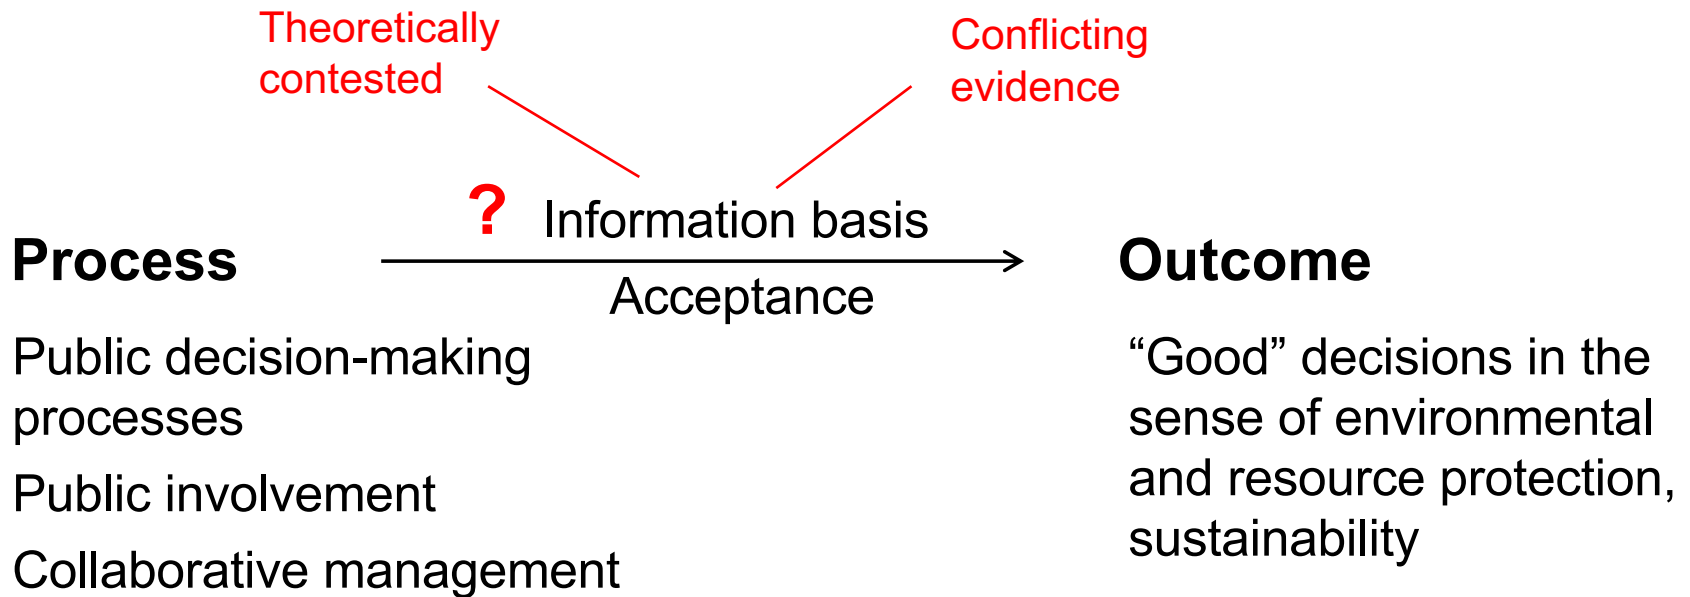 Theoretically
contested
Conflicting
evidence
? Information basis
Process
Acceptance
Outcome
Public decision-making
processes
Public involvement
Collaborative management
“Good” decisions in the
sense of environmental
and resource protection,
sustainability